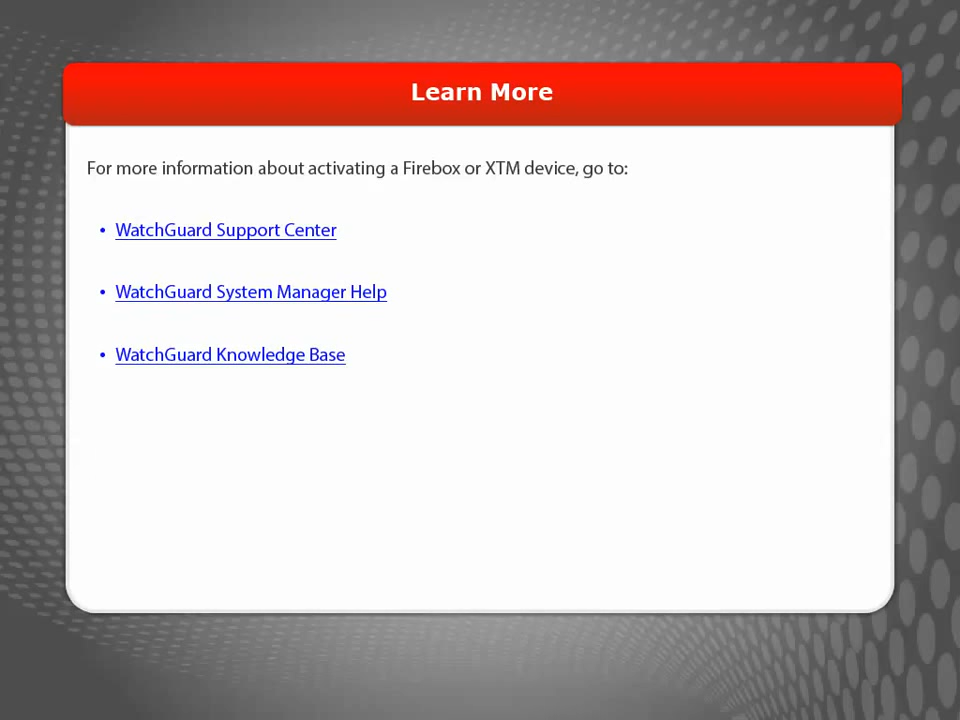 Learn More
For more information about activating a Firebox or XTM device, go to:
• WatchGuard Support Center
• WatchGuard System Manager Help
• WatchGuard Knowledge Base